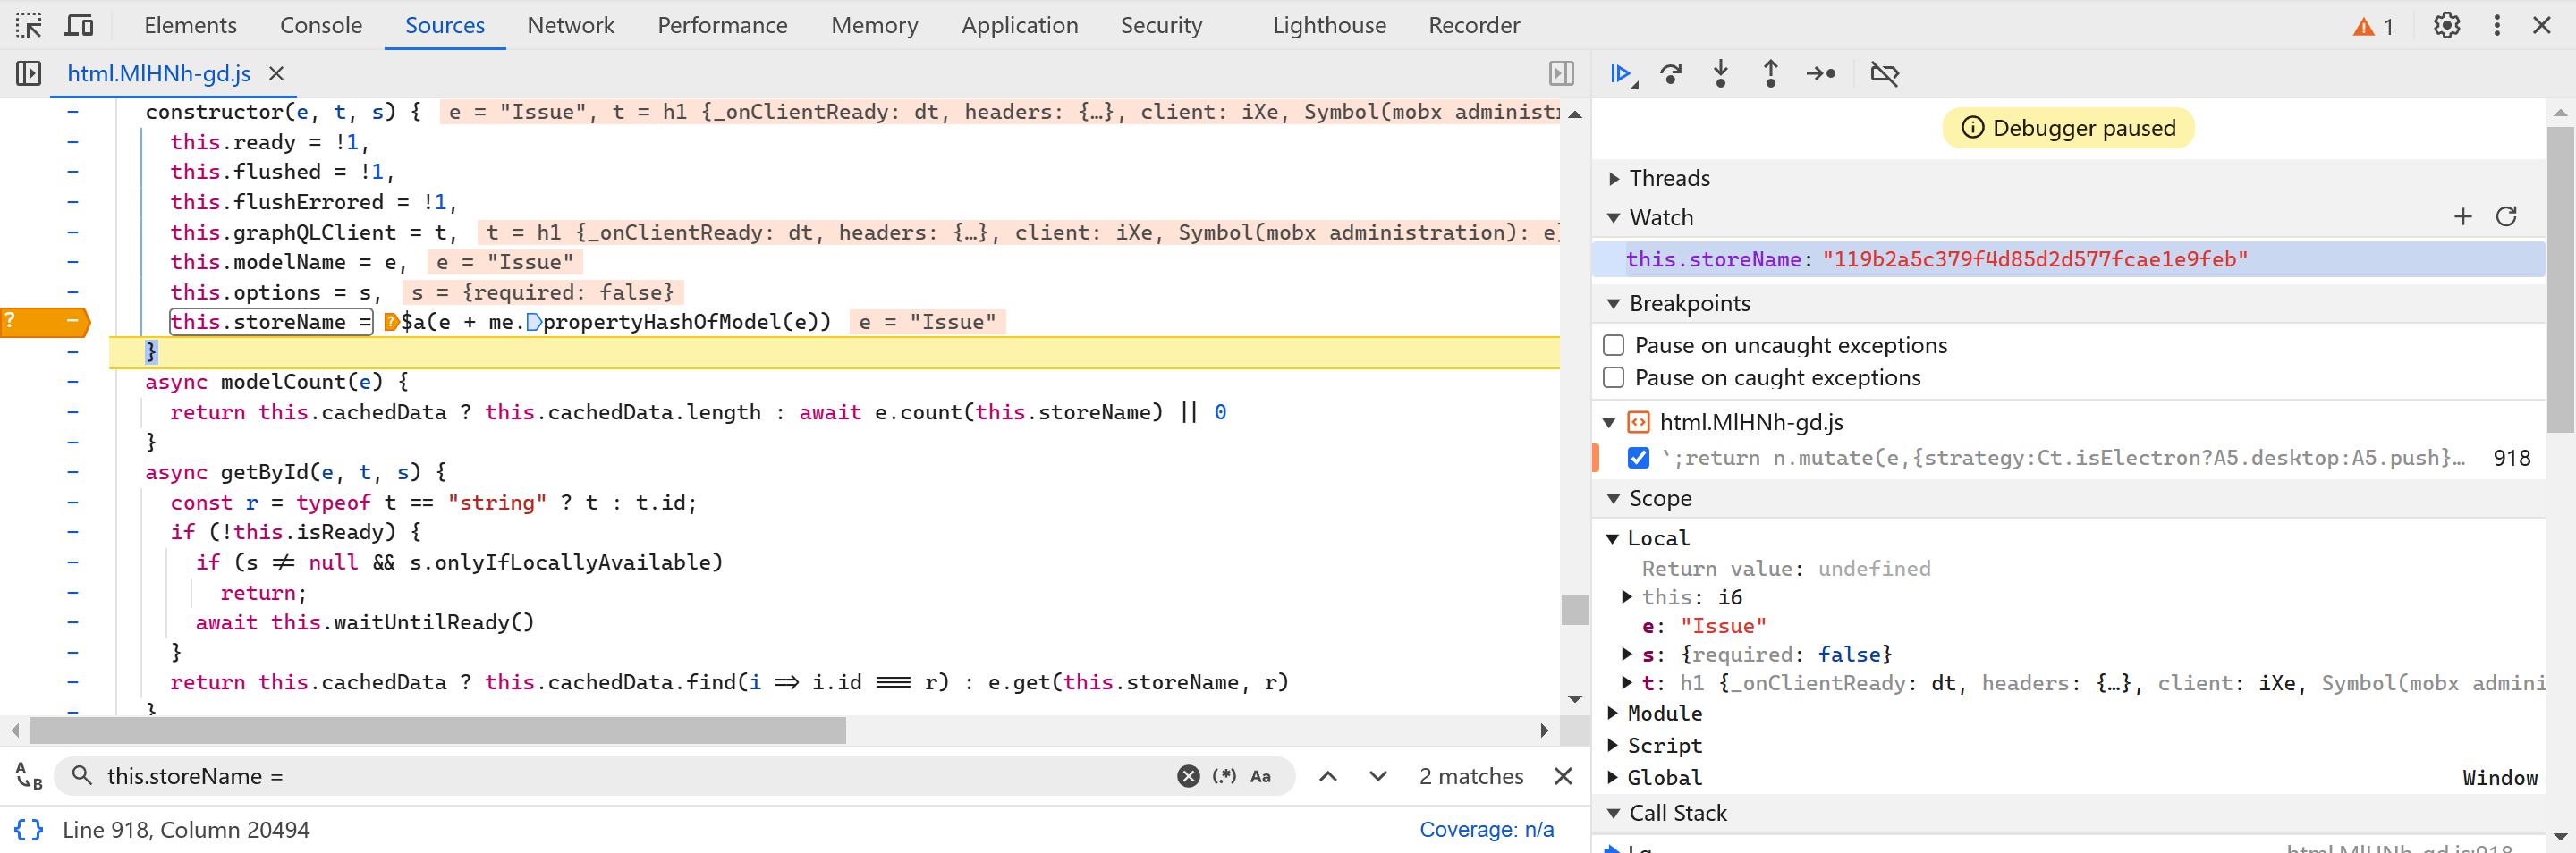 Elements Console Sources Network Performance Memory Application Security Lighthouse Recorder 1
html.MlHNh-gd.js
constructor(e, t, s) { e = "Issue", t = h1 {_onClientReady: dt, headers: {…}, client: iXe, Symbol(mobx administr
this.ready = !1,
this.flushed = !1,
this.flushErrored = !1,
this.graphQLClient = t, t = h1 {_onClientReady: dt, headers: {…}, client: iXe, Symbol(mobx administration): e
this.modelName = e, e = "Issue"
this.options = s, s = {required: false}
this.storeName = $a(e + me.propertyHashOfModel(e)) e = "Issue"
}
async modelCount(e) {
return this.cachedData ? this.cachedData.length : await e.count(this.storeName) || 0
}
async getById(e, t, s) {
const r = typeof t == "string" ? t : t.id;
if (!this.isReady) {
if (s != null && s.onlyIfLocallyAvailable)
return;
await this.waitUntilReady()
}
return this.cachedData ? this.cachedData.find(i => i.id === r) : e.get(this.storeName, r)
}
this.storeName =
(.*) Aa
2 matches
{} Line 918, Column 20494
Coverage: n/a
Debugger paused
Threads
Watch
this.storeName: "119b2a5c379f4d85d2d577fcae1e9feb"
Breakpoints
Pause on uncaught exceptions
Pause on caught exceptions
html.MlHNh-gd.js
`;return n.mutate(e,{strategy:Ct.isElectron?A5.desktop:A5.push}… 918
Scope
Local
Return value: undefined
this: i6
e: "Issue"
s: {required: false}
t: h1 {_onClientReady: dt, headers: {…}, client: iXe, Symbol(mobx admini
Module
Script
Global Window
Call Stack